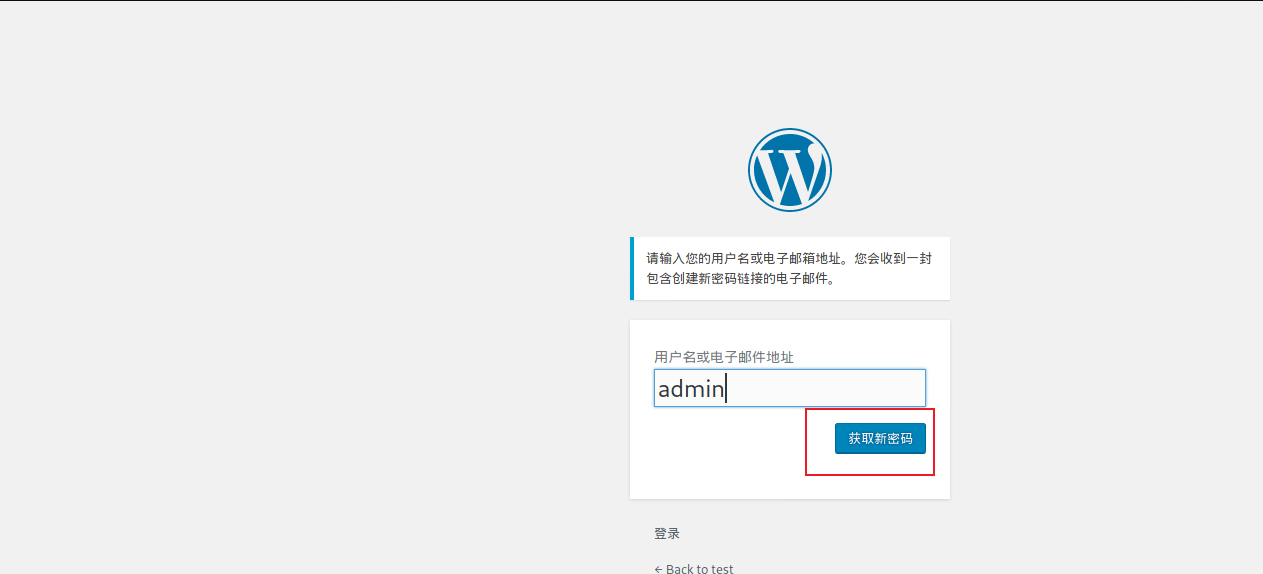 请输入您的用户名或电子邮箱地址。您会收到一封
包含创建新密码链接的电子邮件。
用户名或电子邮件地址
admin
获取新密码
登录
← Back to test